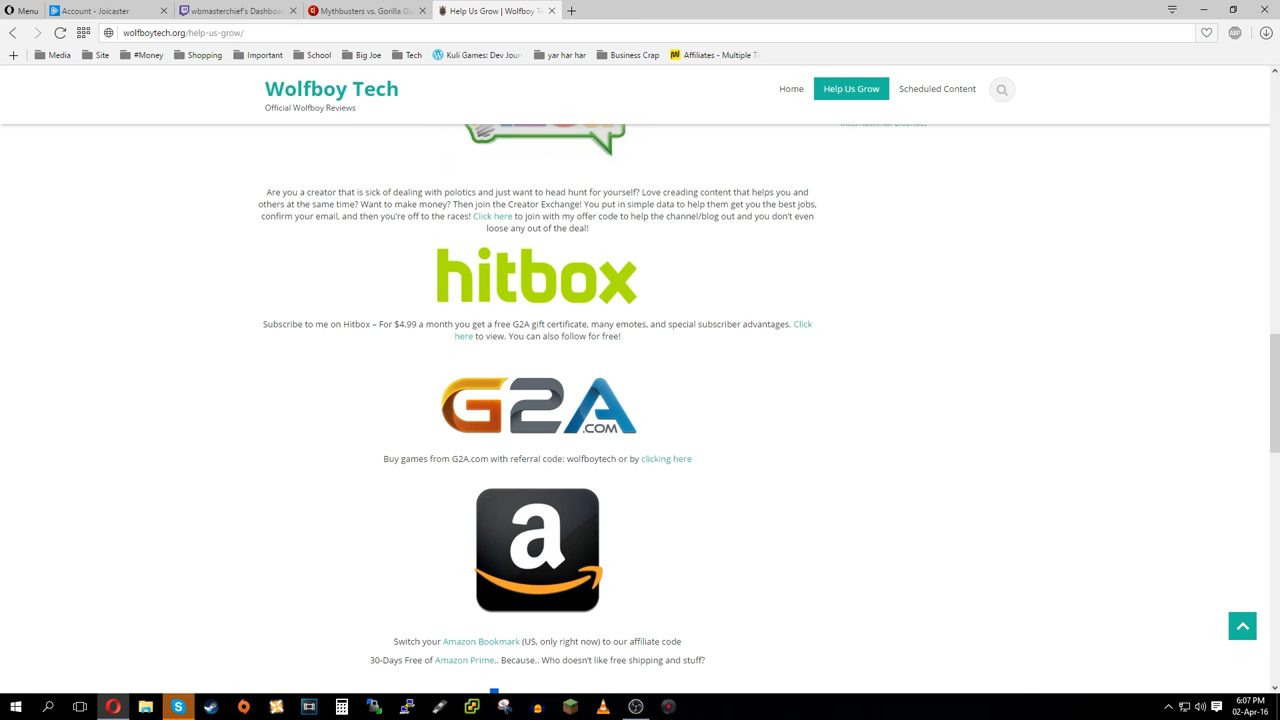 Menu
Account - Joicaster
wbmasterchief's Dashbo
Mythbusters vs. Gorilla Gl
Help Us Grow | Wolfboy T
wolfboytech.org/help-us-grow/
ABP
Media
Site
#Money
Shopping
Important
School
Big Joe
Tech
Kuli Games: Dev Jour
yar har har
Business Crap
Affiliates - Multiple T
Wolfboy Tech
Official Wolfboy Reviews
Home
Help Us Grow
Scheduled Content
Are you a creator that is sick of dealing with polotics and just want to head hunt for yourself? Love creading content that helps you and
others at the same time? Want to make money? Then join the Creator Exchange! You put in simple data to help them get you the best jobs,
confirm your email, and then you're off to the races! Click here to join with my offer code to help the channel/blog out and you don't even
loose any out of the deal!
hitbox
Subscribe to me on Hitbox – For $4.99 a month you get a free G2A gift certificate, many emotes, and special subscriber advantages. Click
here to view. You can also follow for free!
G2A
.COM
Buy games from G2A.com with referral code: wolfboytech or by clicking here
a
Switch your Amazon Bookmark (US, only right now) to our affiliate code
30-Days Free of Amazon Prime.. Because.. Who doesn't like free shipping and stuff?
6:07 PM
02-Apr-16